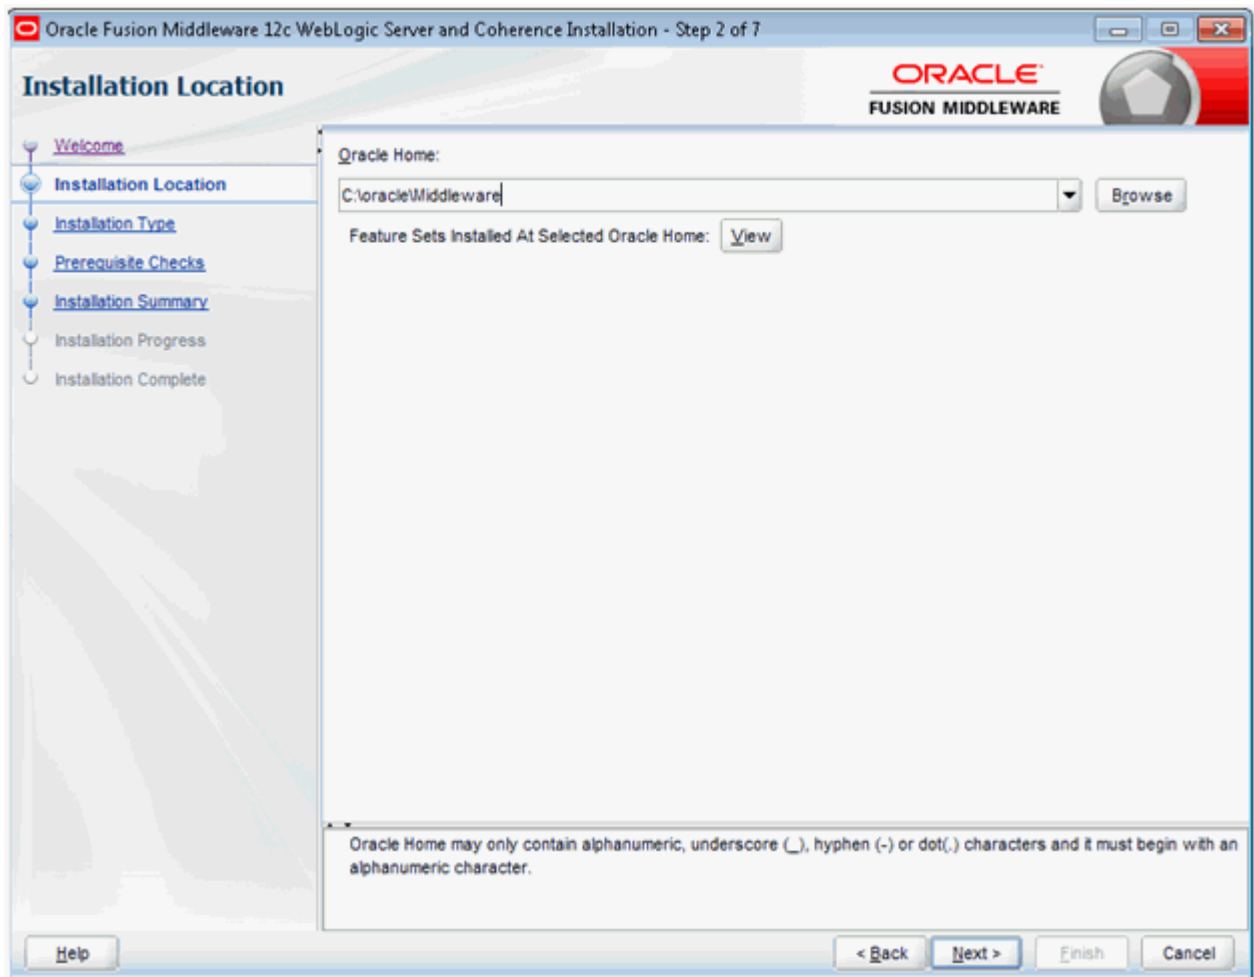 Oracle Fusion Middleware 12c WebLogic Server and Coherence Installation - Step 2 of 7
Installation Location
ORACLE
FUSION MIDDLEWARE
Welcome
Installation Location
Installation Type
Prerequisite Checks
Installation Summary
Installation Progress
Installation Complete
Oracle Home:
C:\oracle\Middleware
Browse
Feature Sets Installed At Selected Oracle Home:
View
Oracle Home may only contain alphanumeric, underscore (_), hyphen (-) or dot(.) characters and it must begin with an
alphanumeric character.
Help
< Back
Next >
Finish
Cancel